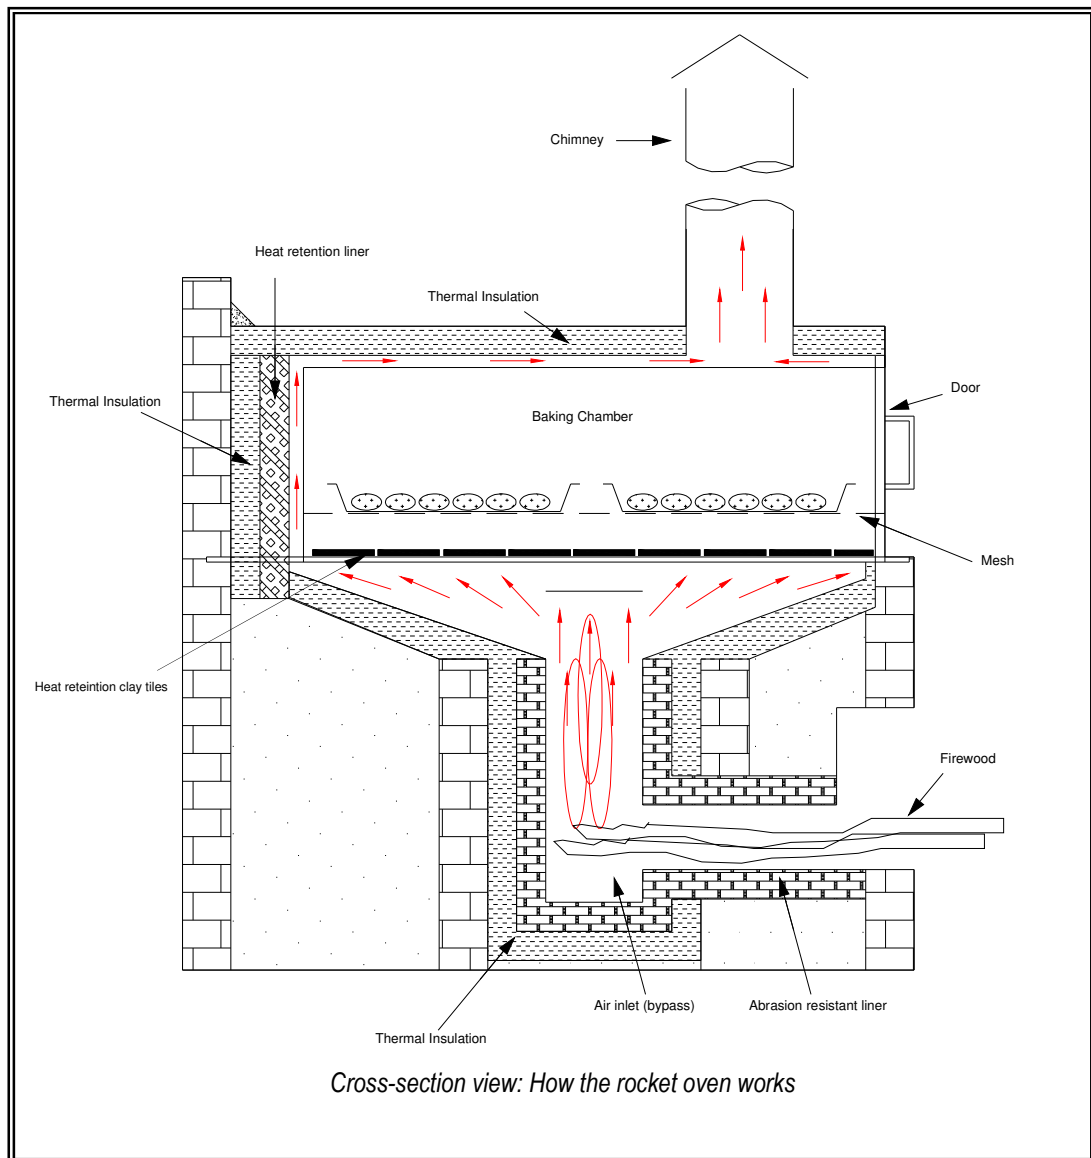 Chimney
Heat retention liner
Thermal Insulation
Door
Thermal Insulation
Baking Chamber
Mesh
Heat reteintion clay tiles
Firewood
Air inlet (bypass)
Abrasion resistant liner
Thermal Insulation
Cross-section view: How the rocket oven works